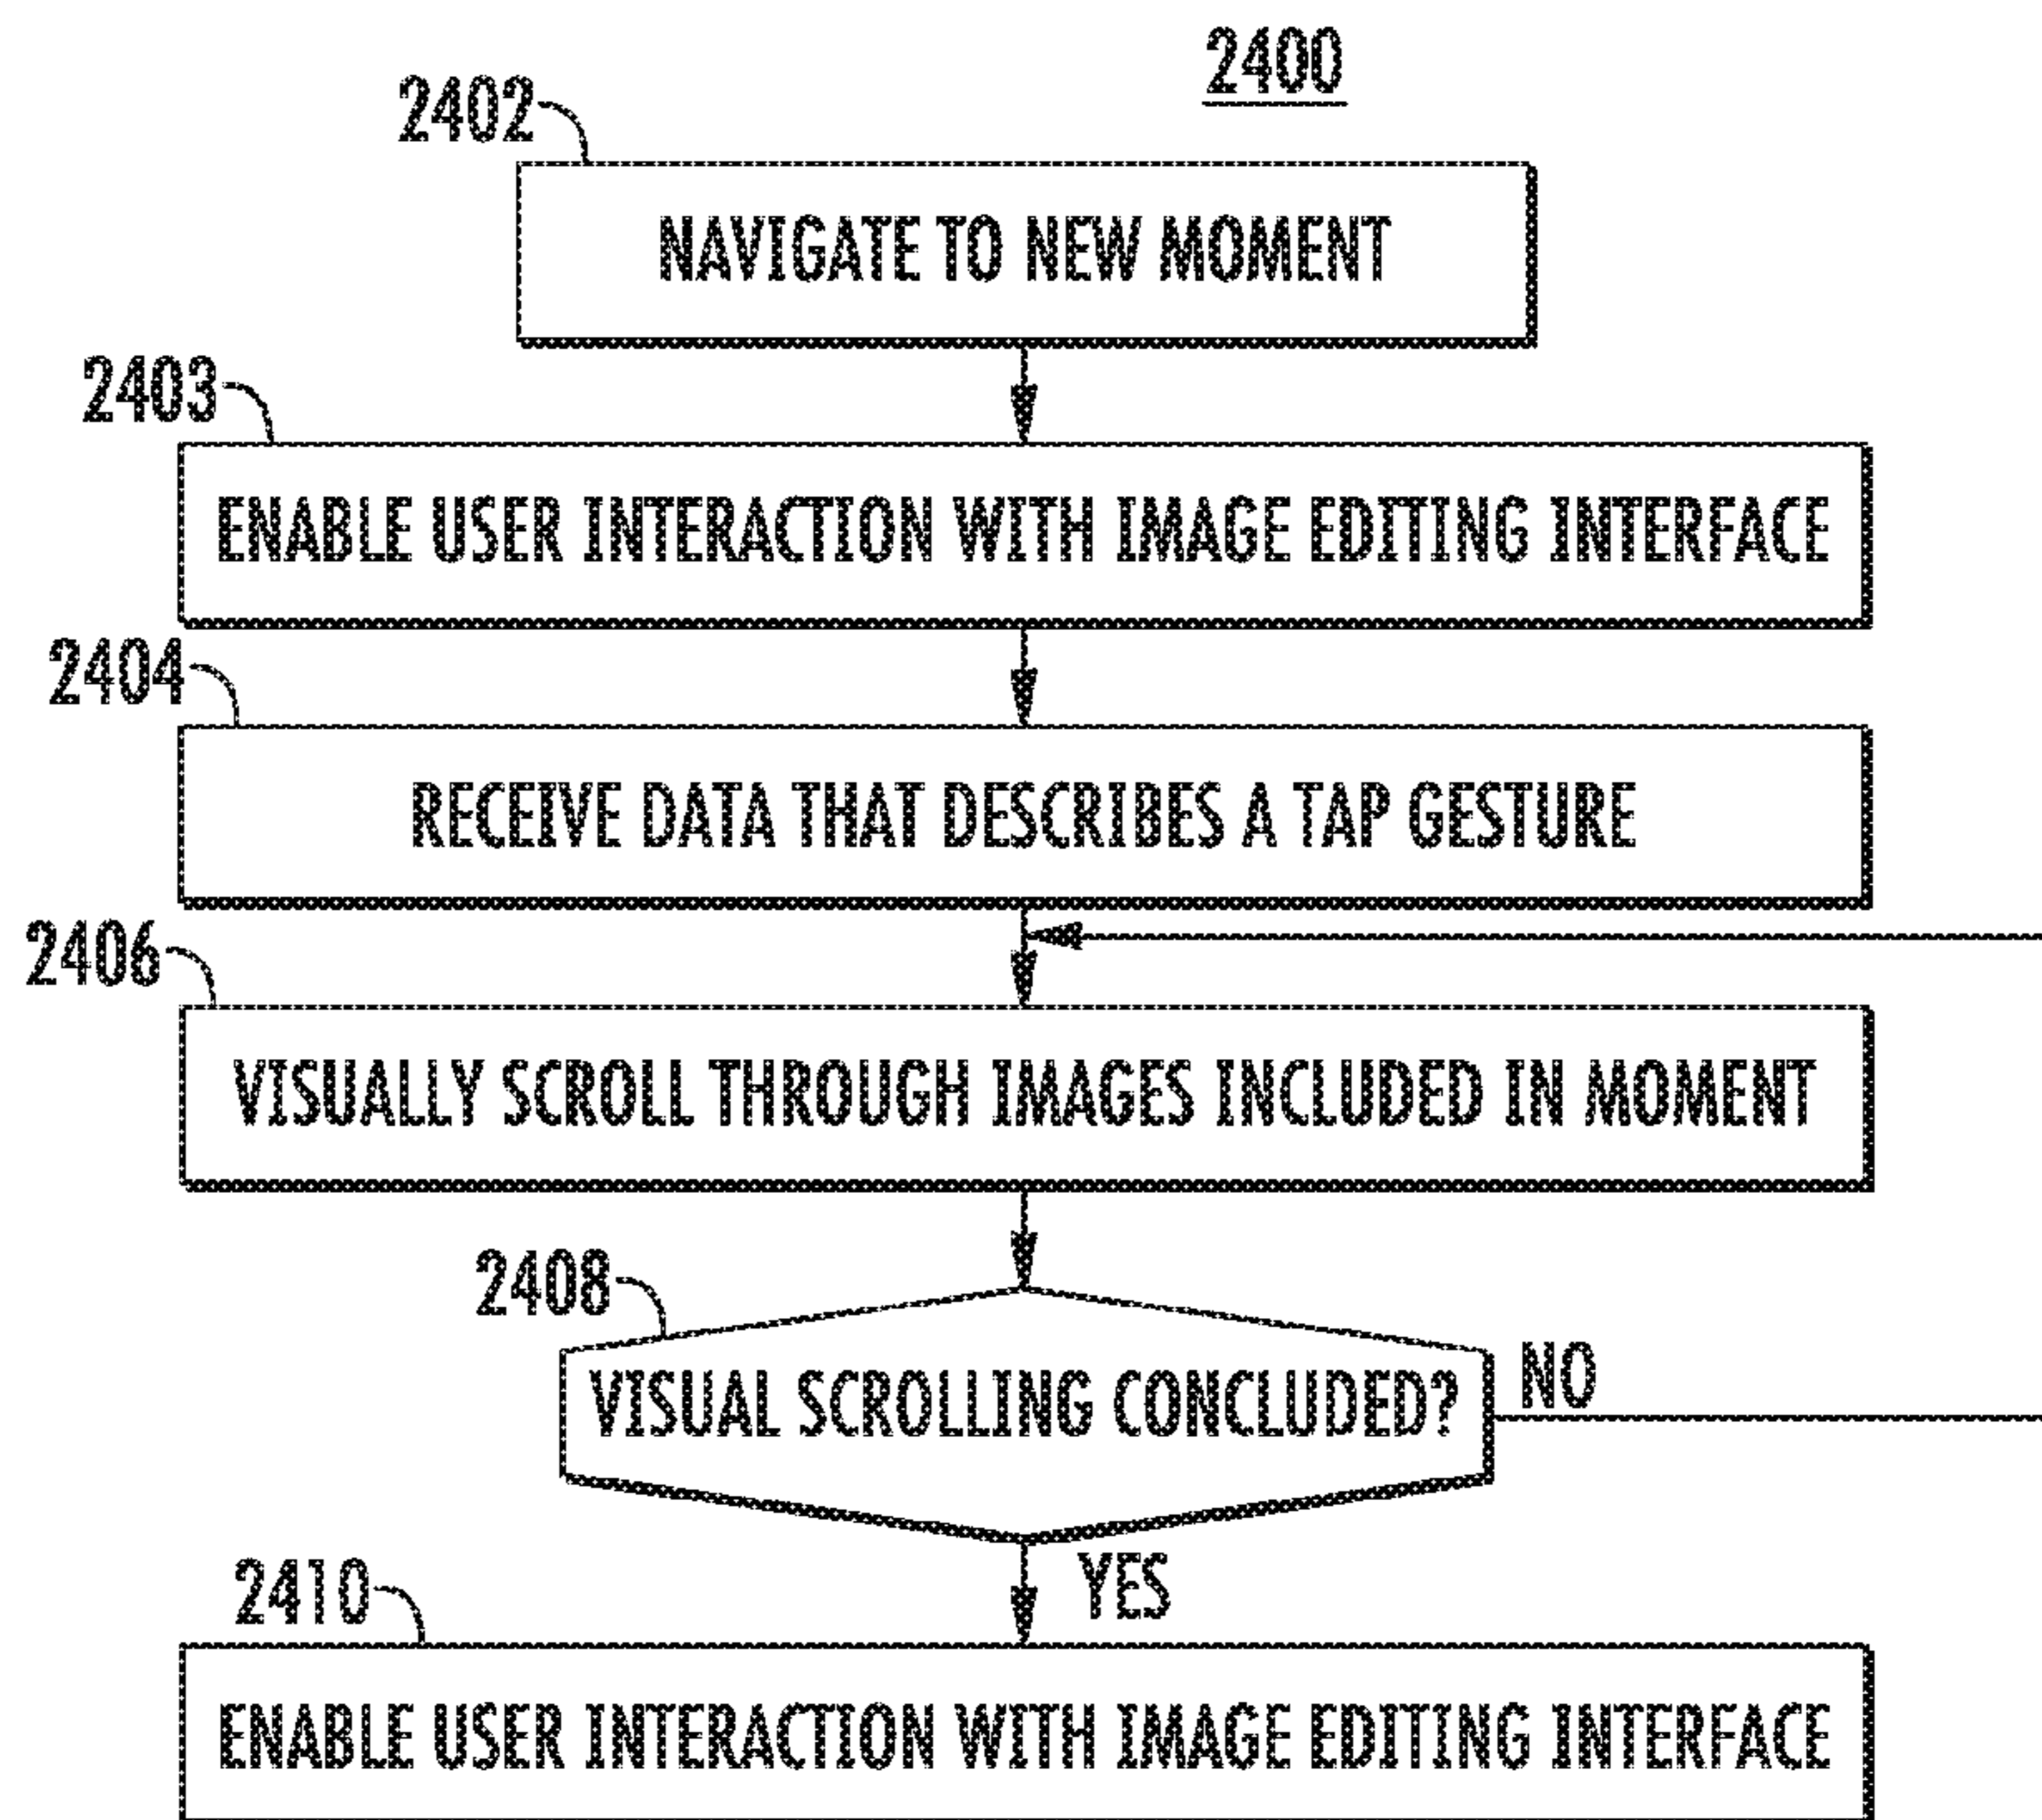 2400
2402
NAVIGATE TO NEW MOMENT
2403
ENABLE USER INTERACTION WITH IMAGE EDITING INTERFACE
2404
RECEIVE DATA THAT DESCRIBES A TAP GESTURE
2406
VISUALLY SCROLL THROUGH IMAGES INCLUDED IN MOMENT
2408
VISUAL SCROLLING CONCLUDED?
NO
YES
2410
ENABLE USER INTERACTION WITH IMAGE EDITING INTERFACE